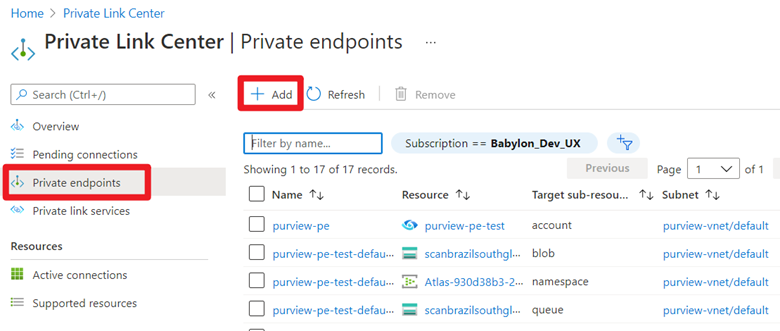 Home > Private Link Center
Private Link Center | Private endpoints ...
Search (Ctrl+/) «
+ Add Refresh Remove
Overview
Pending connections
Private endpoints
Private link services
Resources
Active connections
Supported resources
Filter by name... Subscription == Babylon_Dev_UX
Showing 1 to 17 of 17 records. Previous Page 1 of 1
Name ↑↓ Resource ↑↓ Target sub-resou... ↑↓ Subnet ↑↓
purview-pe purview-pe-test account purview-vnet/default
purview-pe-test-defau... scanbrazilsouthgl... blob purview-vnet/default
purview-pe-test-defau... Atlas-930d38b3-2... namespace purview-vnet/default
purview-pe-test-defau... scanbrazilsouthgl... queue purview-vnet/default